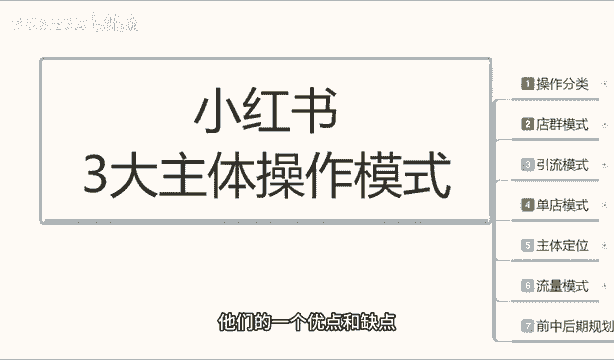 小红书
3大主体操作模式
1 操作分类
2 店群模式
3 引流模式
4 单店模式
5 主体定位
6 流量模式
7 前中后期规划
他们的一个优点和缺点